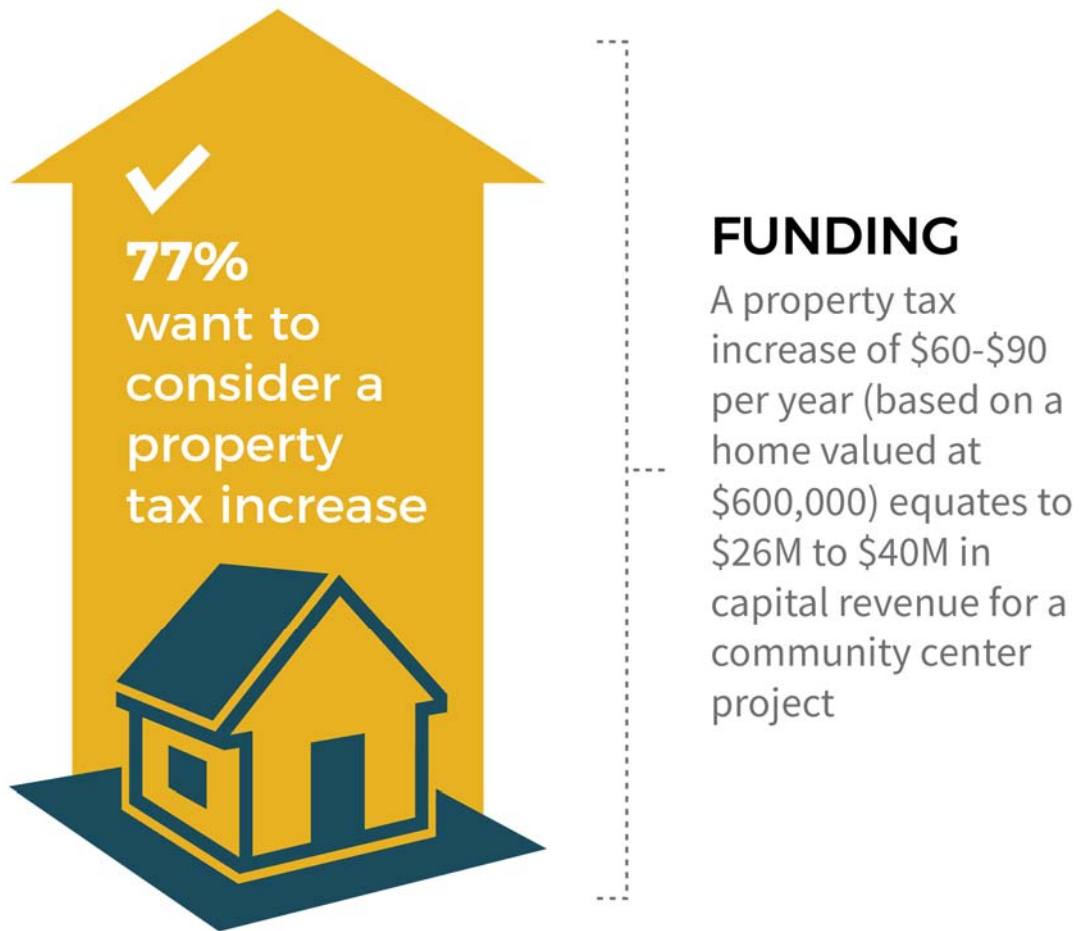 77%
want to
consider a
property
tax increase
FUNDING
A property tax
increase of $60-$90
per year (based on a
home valued at
$600,000) equates to
$26M to $40M in
capital revenue for a
community center
project